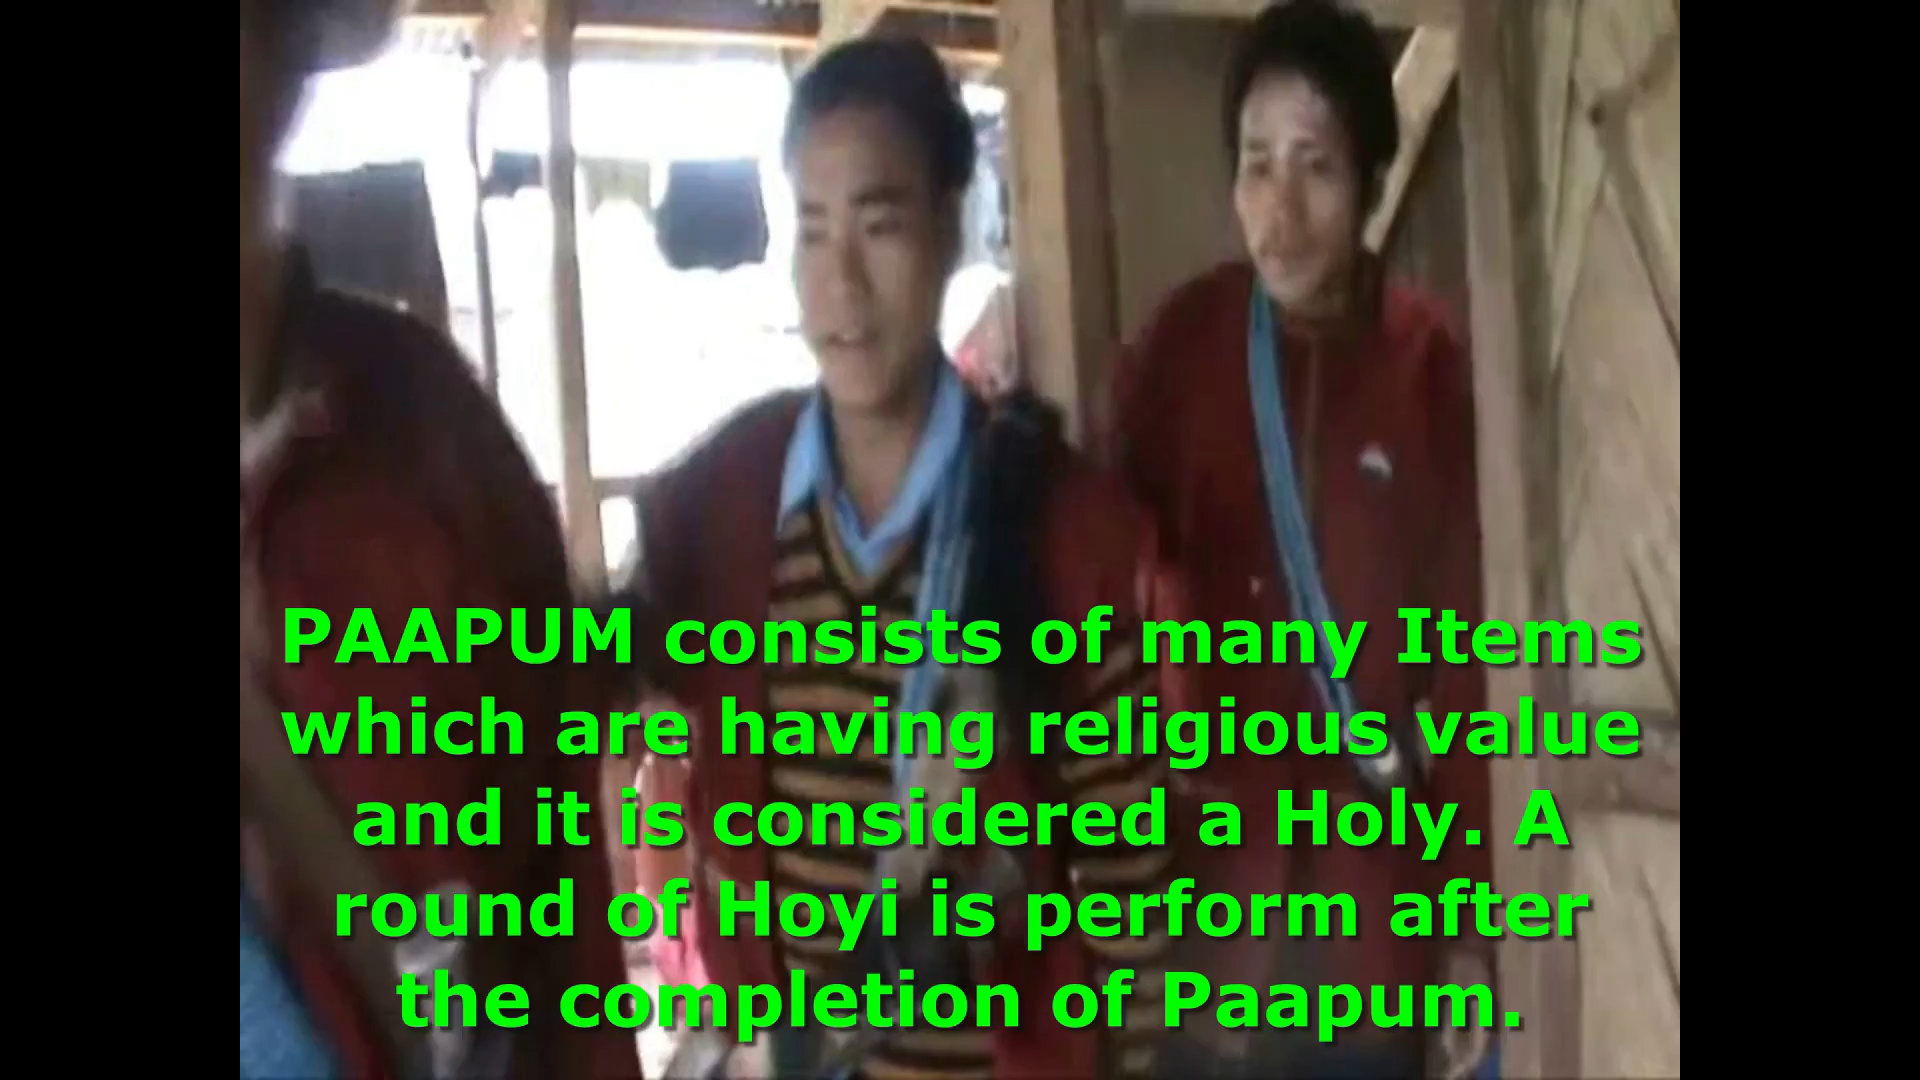 PAAPUM consists of many Items
which are having religious value
and it is considered a Holy. A
round of Hoyi is perform after
the completion of Paapum.